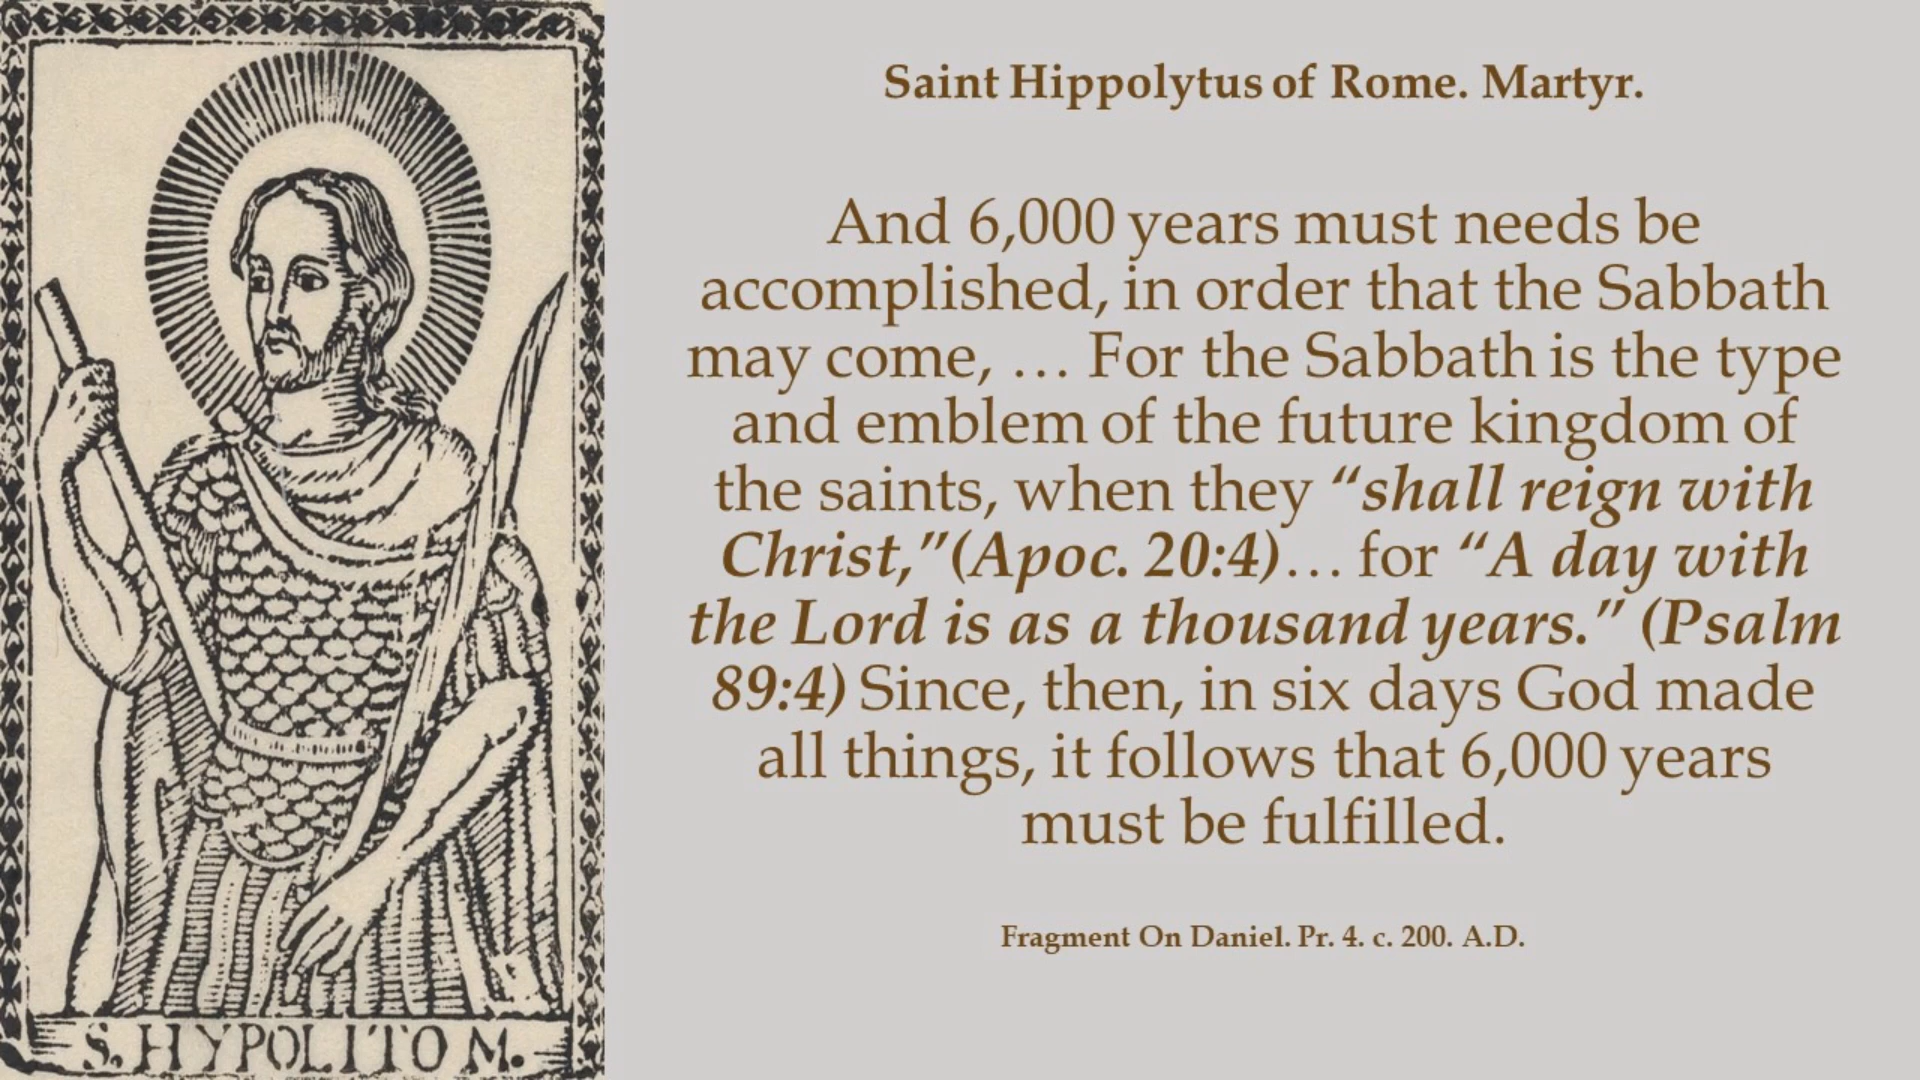 Saint Hippolytus of Rome. Martyr.
And 6,000 years must needs be
accomplished, in order that the Sabbath
may come, … For the Sabbath is the type
and emblem of the future kingdom of
the saints, when they “shall reign with
Christ,”(Apoc. 20:4)… for “A day with
the Lord is as a thousand years.” (Psalm
89:4) Since, then, in six days God made
all things, it follows that 6,000 years
must be fulfilled.
Fragment On Daniel. Pr. 4. c. 200. A.D.
S. HYPOLITO M.